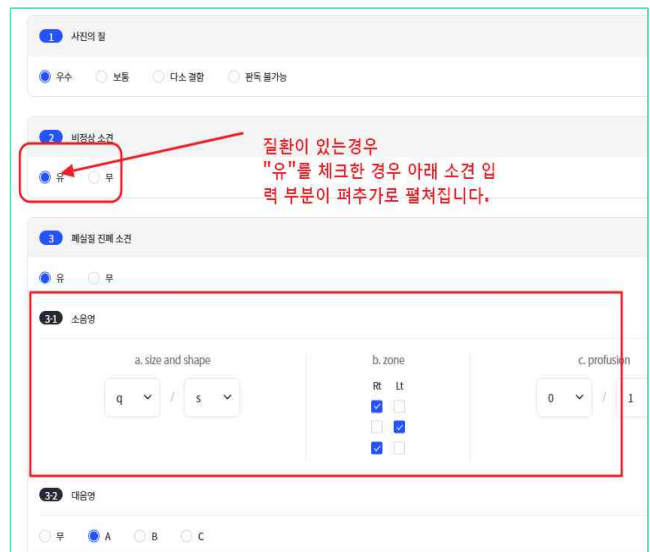 1 사진의 질
우수 보통 다소 결함 판독 불가능
2 비정상 소견
유 무
질환이 있는경우
"유"를 체크한 경우 아래 소견 입
력 부분이 펴추가로 펼쳐집니다.
3 폐실질 진폐 소견
유 무
3-1 소음영
a. size and shape b. zone c. profusion
Rt Lt
q / s 0 / 1
3-2 대음영
무 A B C